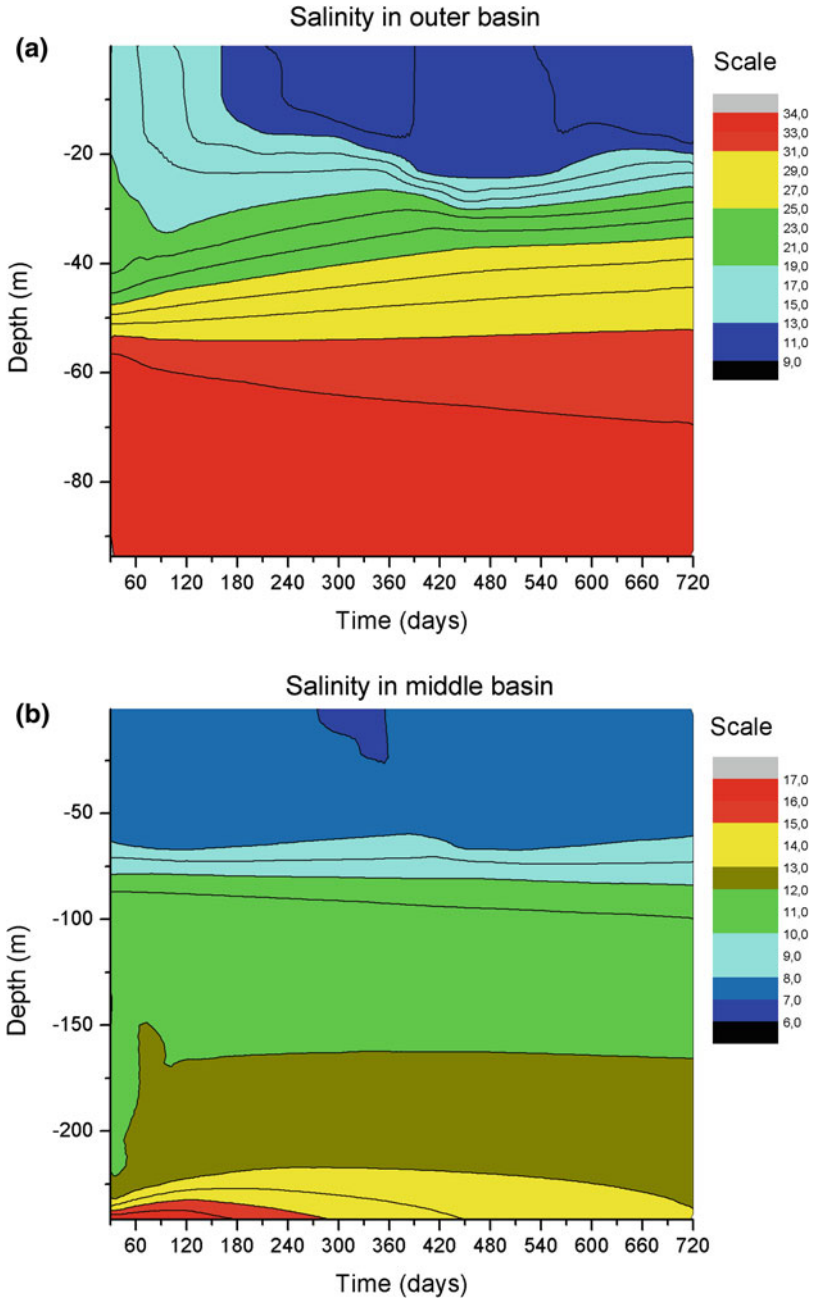 Salinity in outer basin
(a)
Scale
34,0
33,0
31,0
29,0
27,0
25,0
23,0
21,0
19,0
17,0
15,0
13,0
11,0
9,0
-20
-40
-60
-80
Depth (m)
60 120 180 240 300 360 420 480 540 600 660 720
Time (days)
Salinity in middle basin
(b)
Scale
17,0
16,0
15,0
14,0
13,0
12,0
11,0
10,0
9,0
8,0
7,0
6,0
-50
-100
-150
-200
Depth (m)
60 120 180 240 300 360 420 480 540 600 660 720
Time (days)